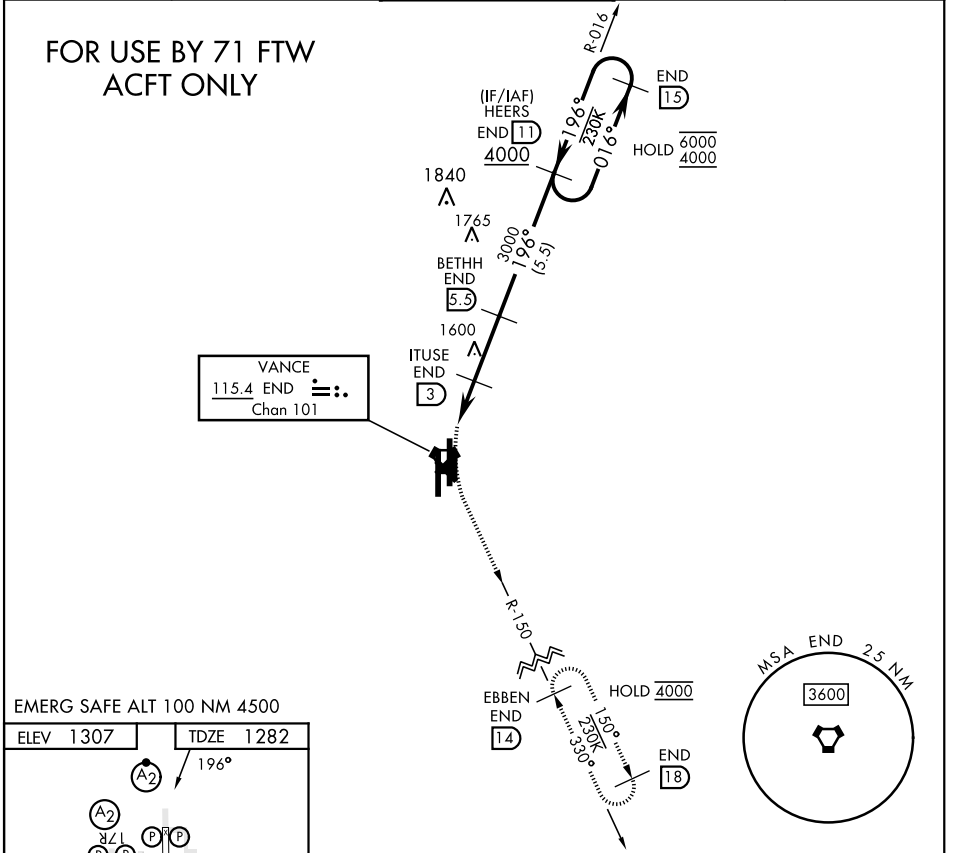 FOR USE BY 71 FTW
ACFT ONLY
R-016
END
15
(IF/IAF)
HEERS
END 11
4000
196°
230K
016°
HOLD 6000
4000
1840
1765
3000
196°
(5.5)
BETHH
END
5.5
1600
ITUSE
END
3
VANCE
115.4 END
Chan 101
R-150
EBBEN
END
14
HOLD 4000
150°
230K
330°
END
18
MSA END 25 NM
3600
EMERG SAFE ALT 100 NM 4500
ELEV 1307
TDZE 1282
196°
A2
A2
17R
P
P
X
P
P